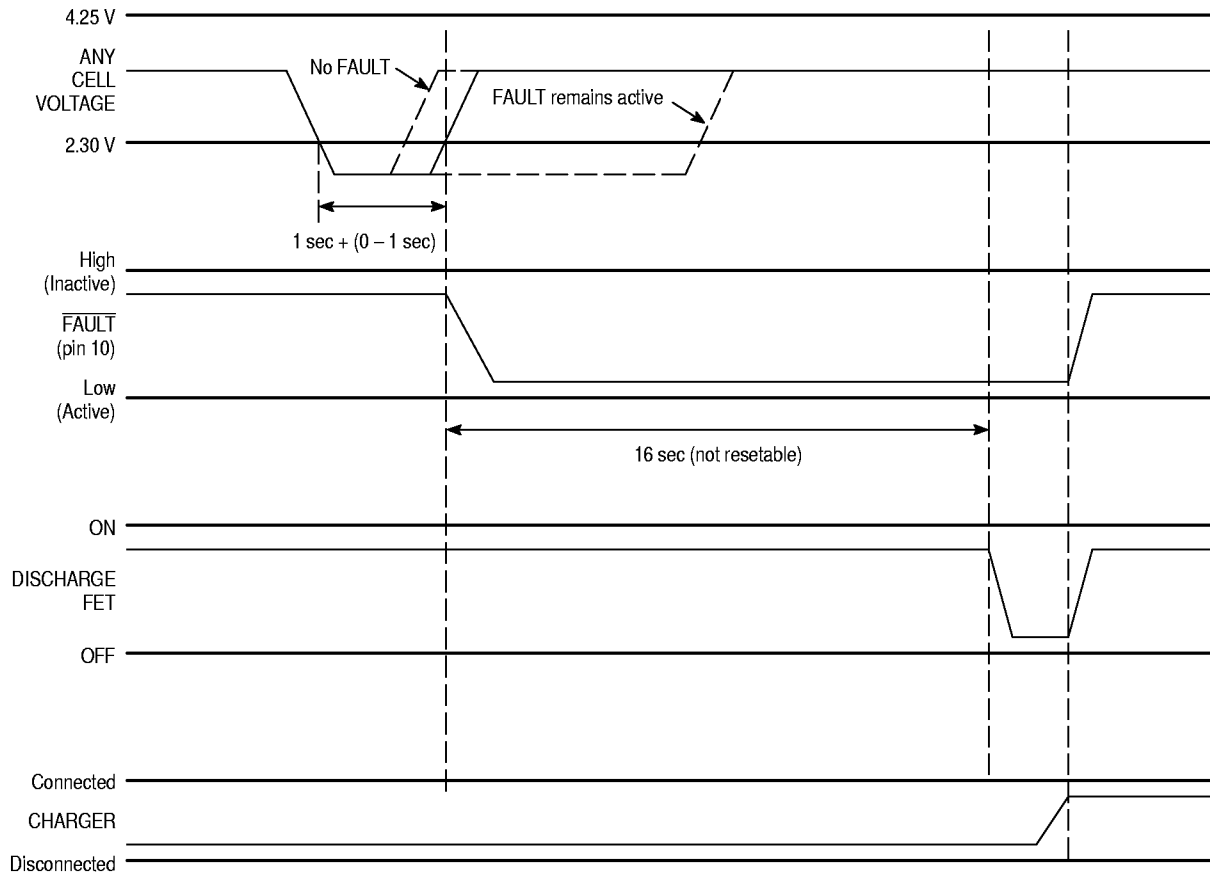 4.25 V
ANY
CELL
VOLTAGE
No FAULT
FAULT remains active
2.30 V
1 sec + (0 – 1 sec)
High
(Inactive)
FAULT
(pin 10)
Low
(Active)
16 sec (not resetable)
ON
DISCHARGE
FET
OFF
Connected
CHARGER
Disconnected